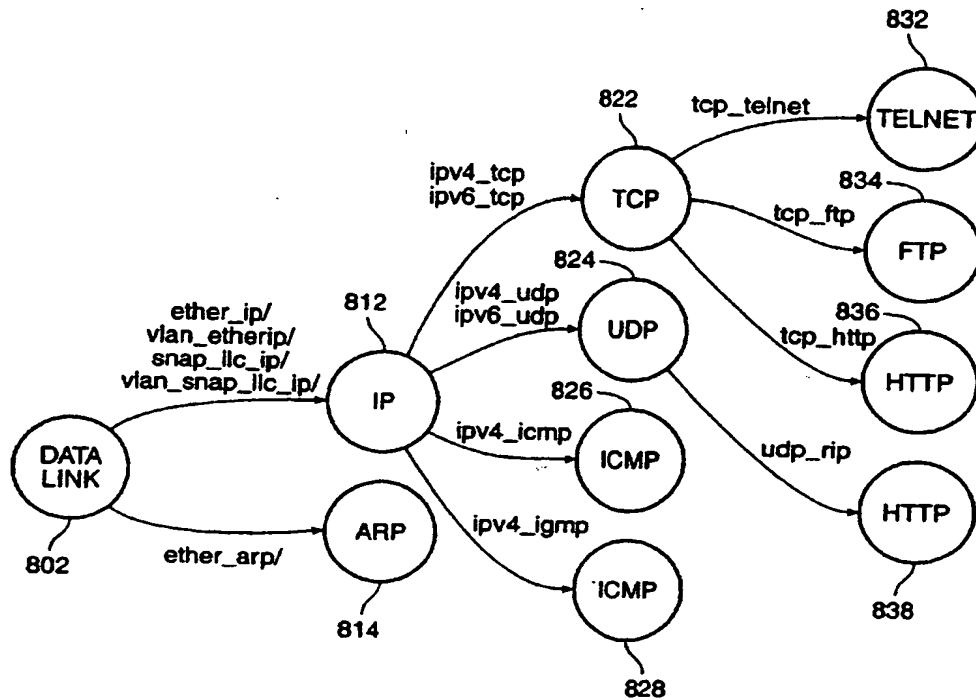 832
TELNET
822
tcp_telnet
ipv4_tcp
ipv6_tcp
TCP
834
tcp_ftp
FTP
824
812
ipv4_udp
ipv6_udp
UDP
ether_ip/
vlan_etherip/
snap_llc_ip/
vlan_snap_llc_ip/
836
tcp_http
HTTP
IP
826
ipv4_icmp
ICMP
udp_rip
DATA
LINK
802
ether_arp/
ARP
814
ipv4_igmp
ICMP
828
HTTP
838